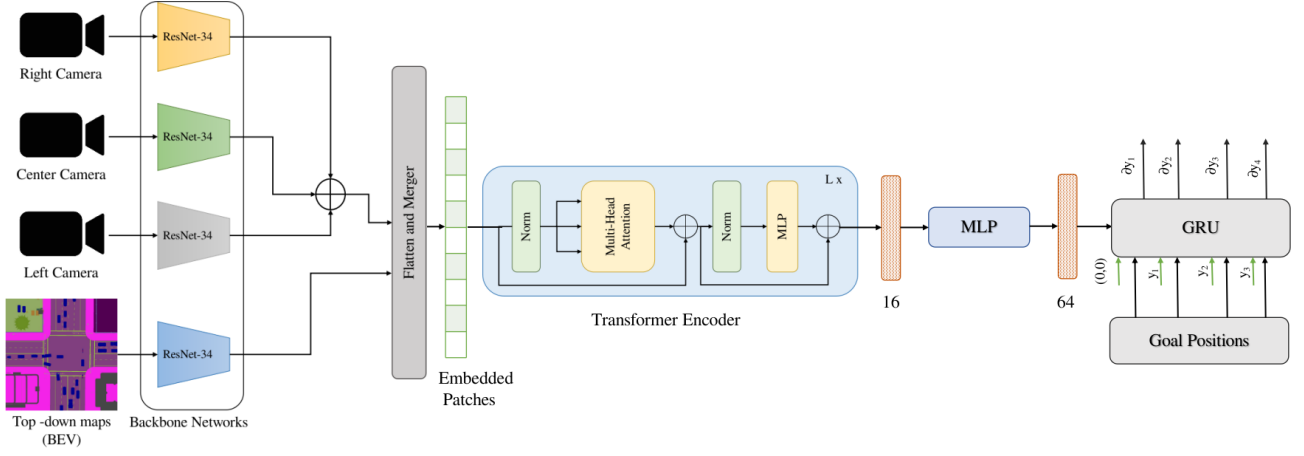 Right Camera
ResNet-34
Center Camera
ResNet-34
Left Camera
ResNet-34
Top -down maps
(BEV)
ResNet-34
Backbone Networks
Flatten and Merger
Embedded
Patches
L x
Norm
Multi-Head
Attention
Norm
MLP
Transformer Encoder
16
MLP
64
∂y₁
∂y₂
∂y₃
∂y₄
GRU
(0,0)
y₁
y₂
y₃
Goal Positions